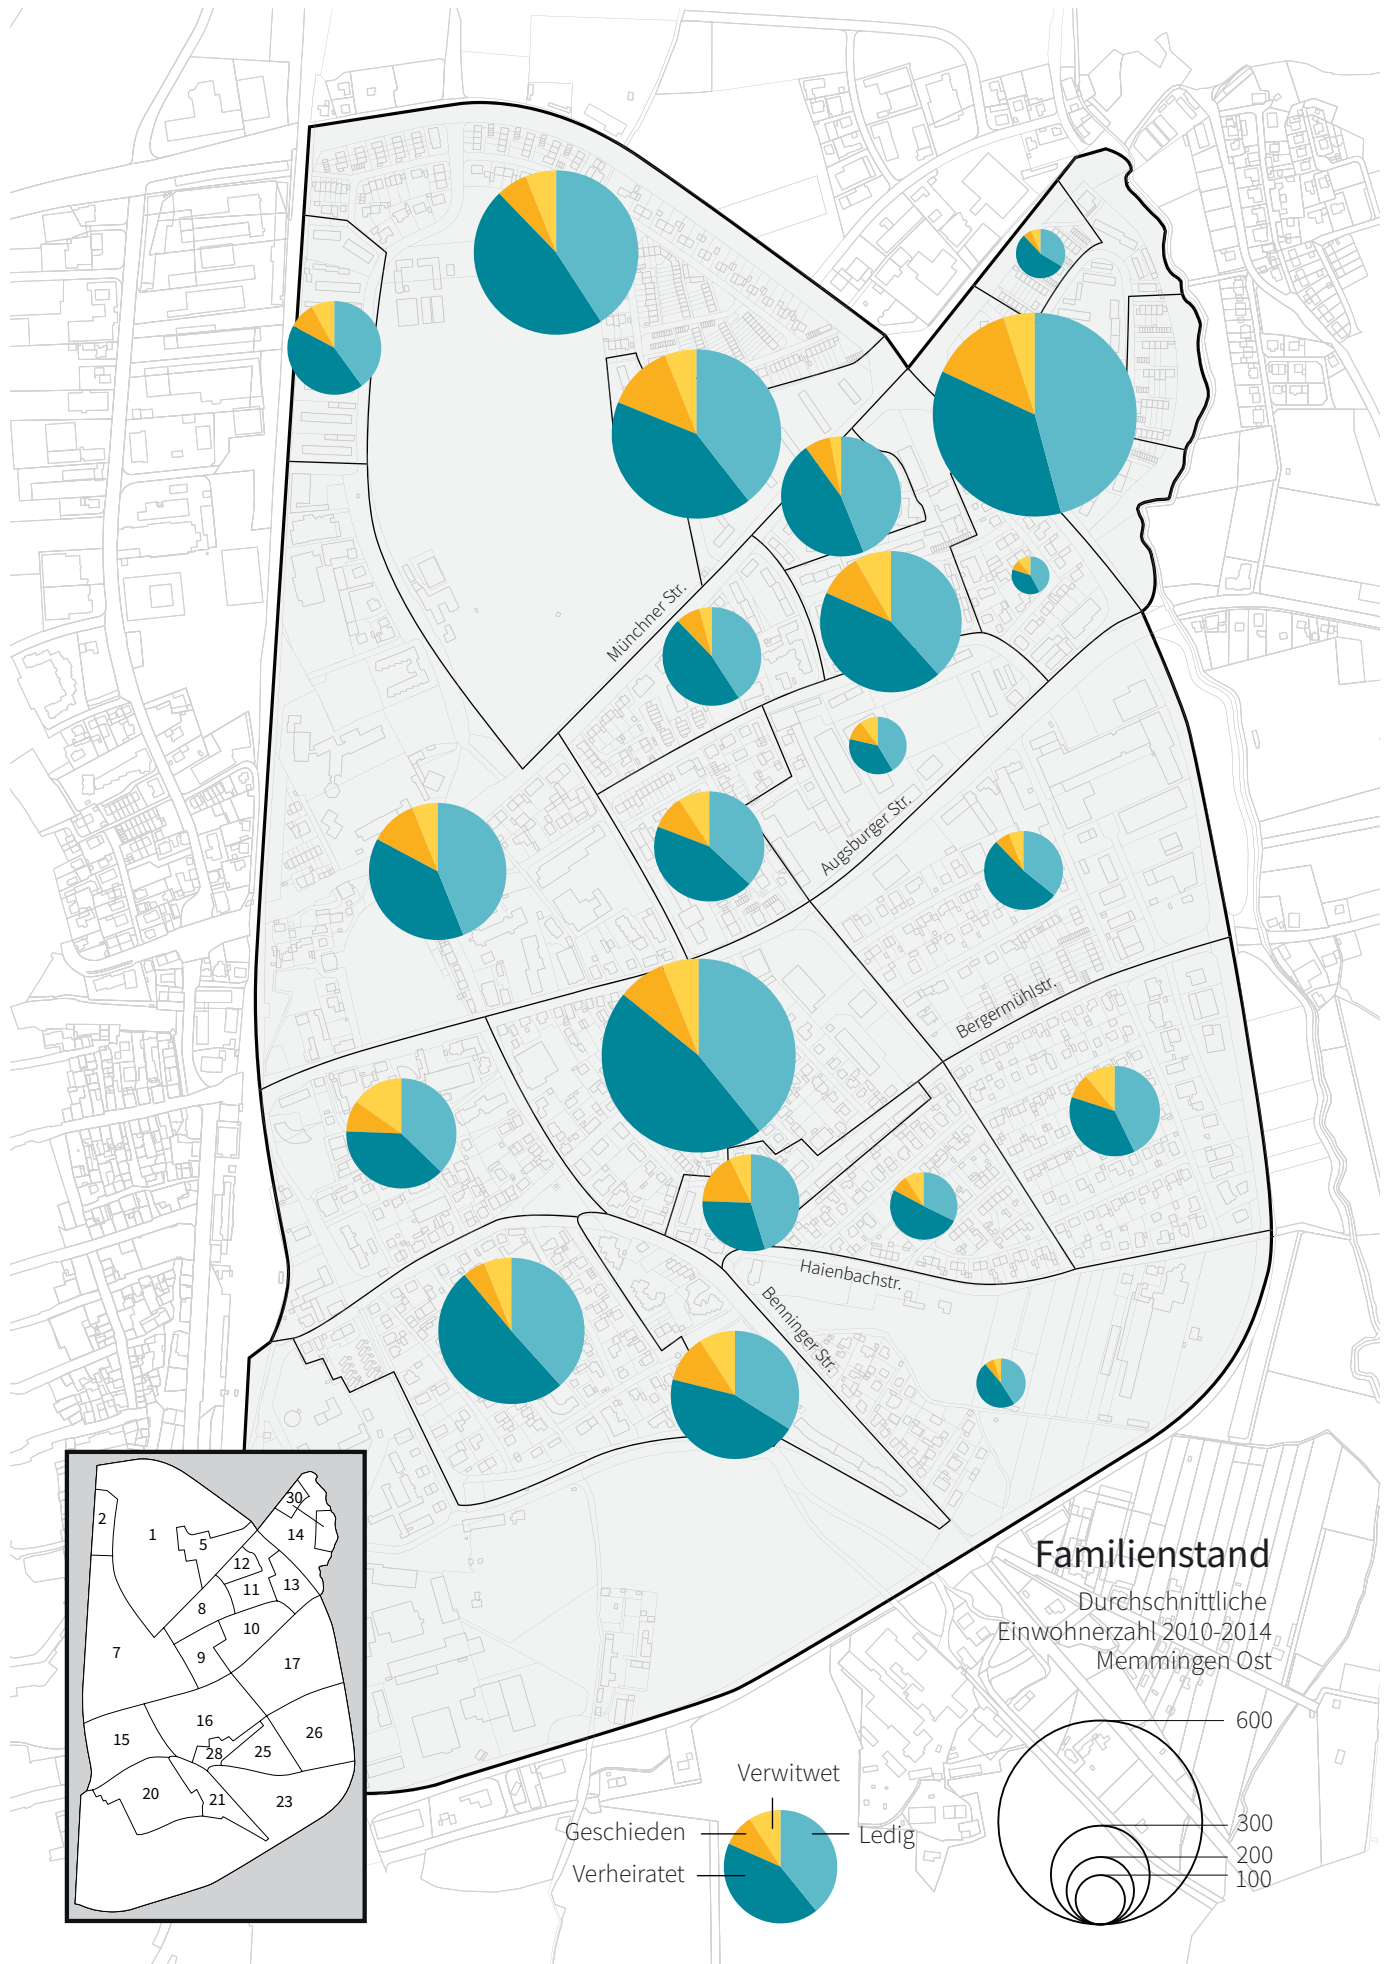 Münchner Str.
Augsburger Str.
Bergermühlstr.
Haienbachstr.
Benninger Str.
30
2
1
14
5
12
11
13
8
10
7
9
17
16
15
26
28
25
20
21
23
Familienstand
Durchschnittliche
Einwohnerzahl 2010-2014
Memmingen Ost
600
300
200
100
Verwitwet
Geschieden
Ledig
Verheiratet